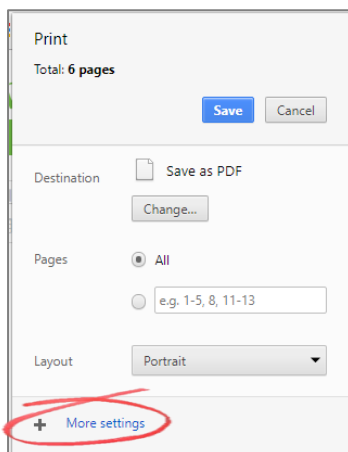 Print
Total: 6 pages
Save Cancel
Destination Save as PDF
Change...
Pages All
e.g. 1-5, 8, 11-13
Layout Portrait
+ More settings